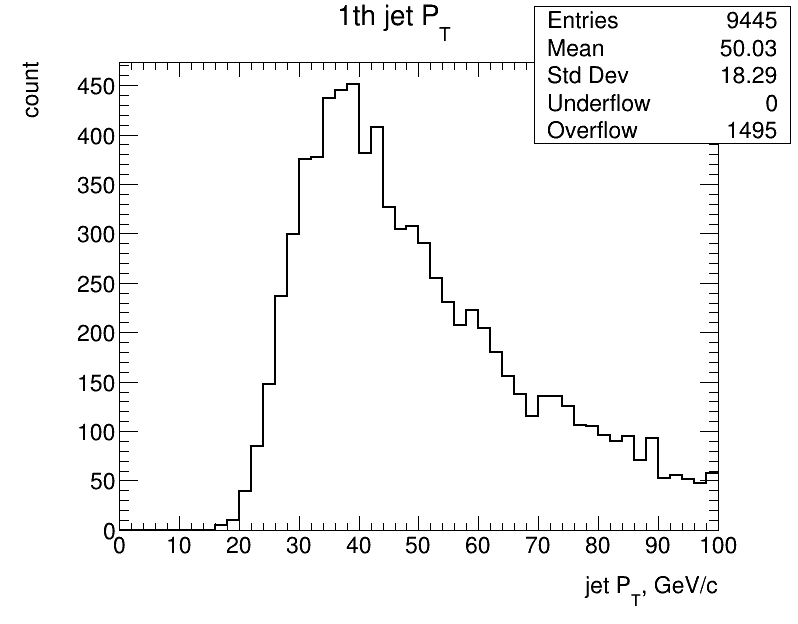 1th jet P_T
Entries 9445
Mean 50.03
Std Dev 18.29
Underflow 0
Overflow 1495
count
450
400
350
300
250
200
150
100
50
0
0 10 20 30 40 50 60 70 80 90 100
jet P_T, GeV/c